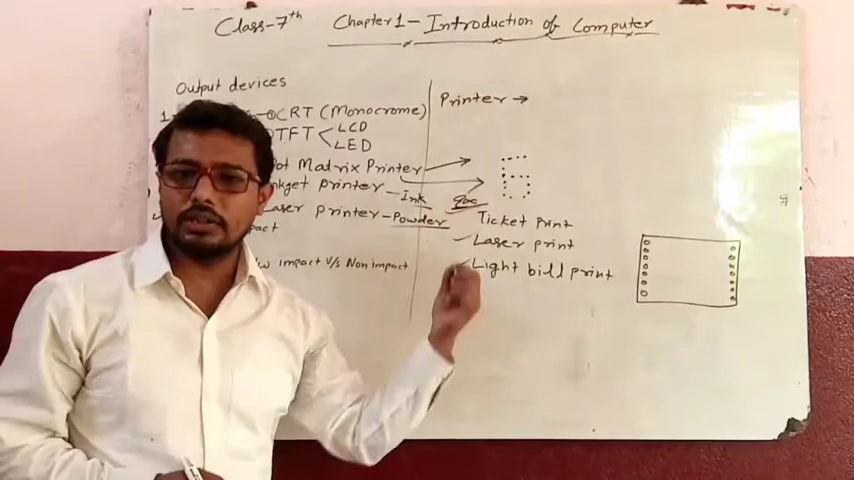 Class-7th Chapter 1 - Introduction of Computer
Output devices
CRT (Monocrome)
TFT LCD
LED
Dot Matrix Printer
Printer - Ink
Laser printer - Powder
Impact V/s Non Impact
Printer →
Ticket Print
Laser print
Light bill print